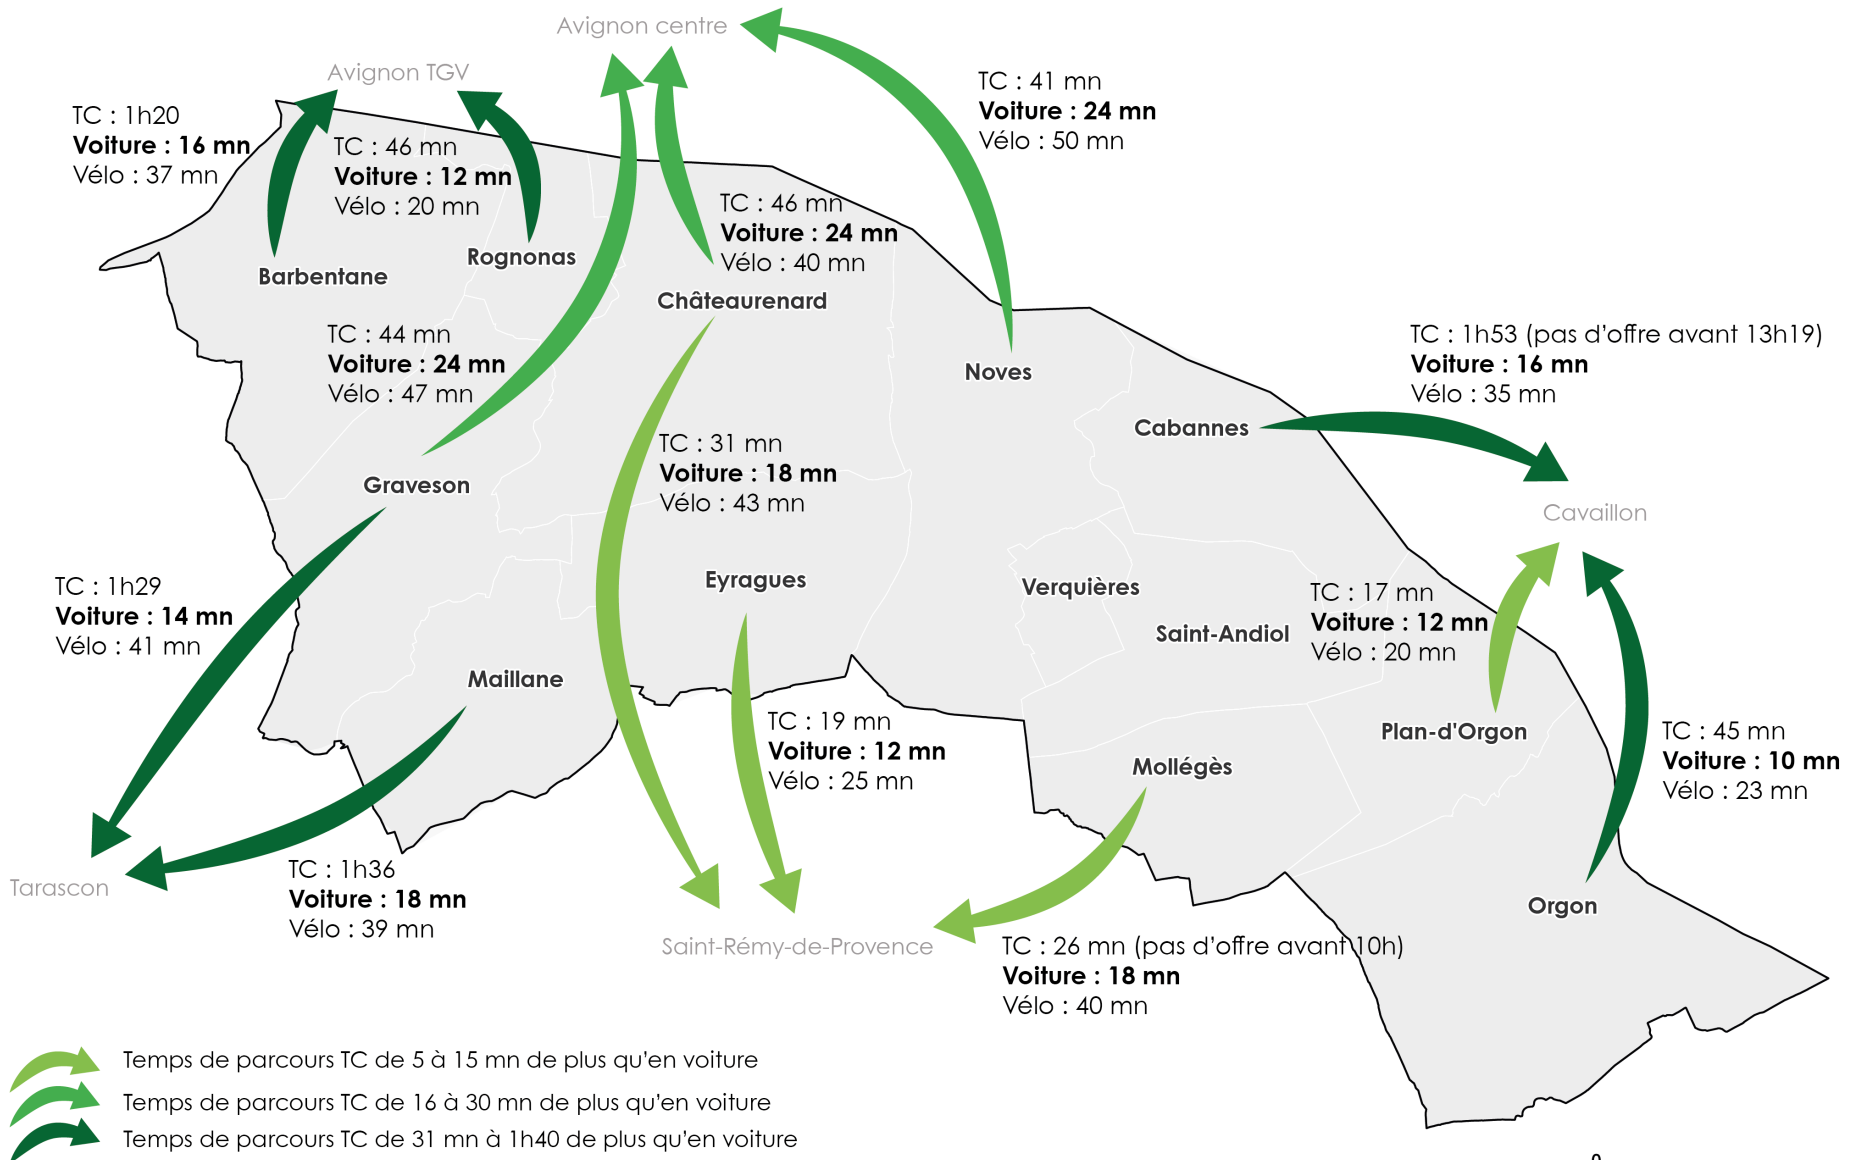 Avignon centre
Avignon TGV
TC : 41 mn
Voiture : 24 mn
Vélo : 50 mn
TC : 1h20
Voiture : 16 mn
Vélo : 37 mn
TC : 46 mn
Voiture : 12 mn
Vélo : 20 mn
TC : 46 mn
Voiture : 24 mn
Vélo : 40 mn
Rognonas
Barbentane
Châteaurenard
TC : 44 mn
Voiture : 24 mn
Vélo : 47 mn
Noves
TC : 1h53 (pas d'offre avant 13h19)
Voiture : 16 mn
Vélo : 35 mn
Cabannes
TC : 31 mn
Voiture : 18 mn
Vélo : 43 mn
Graveson
Cavaillon
TC : 1h29
Voiture : 14 mn
Vélo : 41 mn
Eyragues
Verquières
Saint-Andiol
TC : 17 mn
Voiture : 12 mn
Vélo : 20 mn
Maillane
TC : 19 mn
Voiture : 12 mn
Vélo : 25 mn
Plan-d'Orgon
Mollégès
TC : 45 mn
Voiture : 10 mn
Vélo : 23 mn
Tarascon
TC : 1h36
Voiture : 18 mn
Vélo : 39 mn
Orgon
Saint-Rémy-de-Provence
TC : 26 mn (pas d'offre avant 10h)
Voiture : 18 mn
Vélo : 40 mn
Temps de parcours TC de 5 à 15 mn de plus qu'en voiture
Temps de parcours TC de 16 à 30 mn de plus qu'en voiture
Temps de parcours TC de 31 mn à 1h40 de plus qu'en voiture